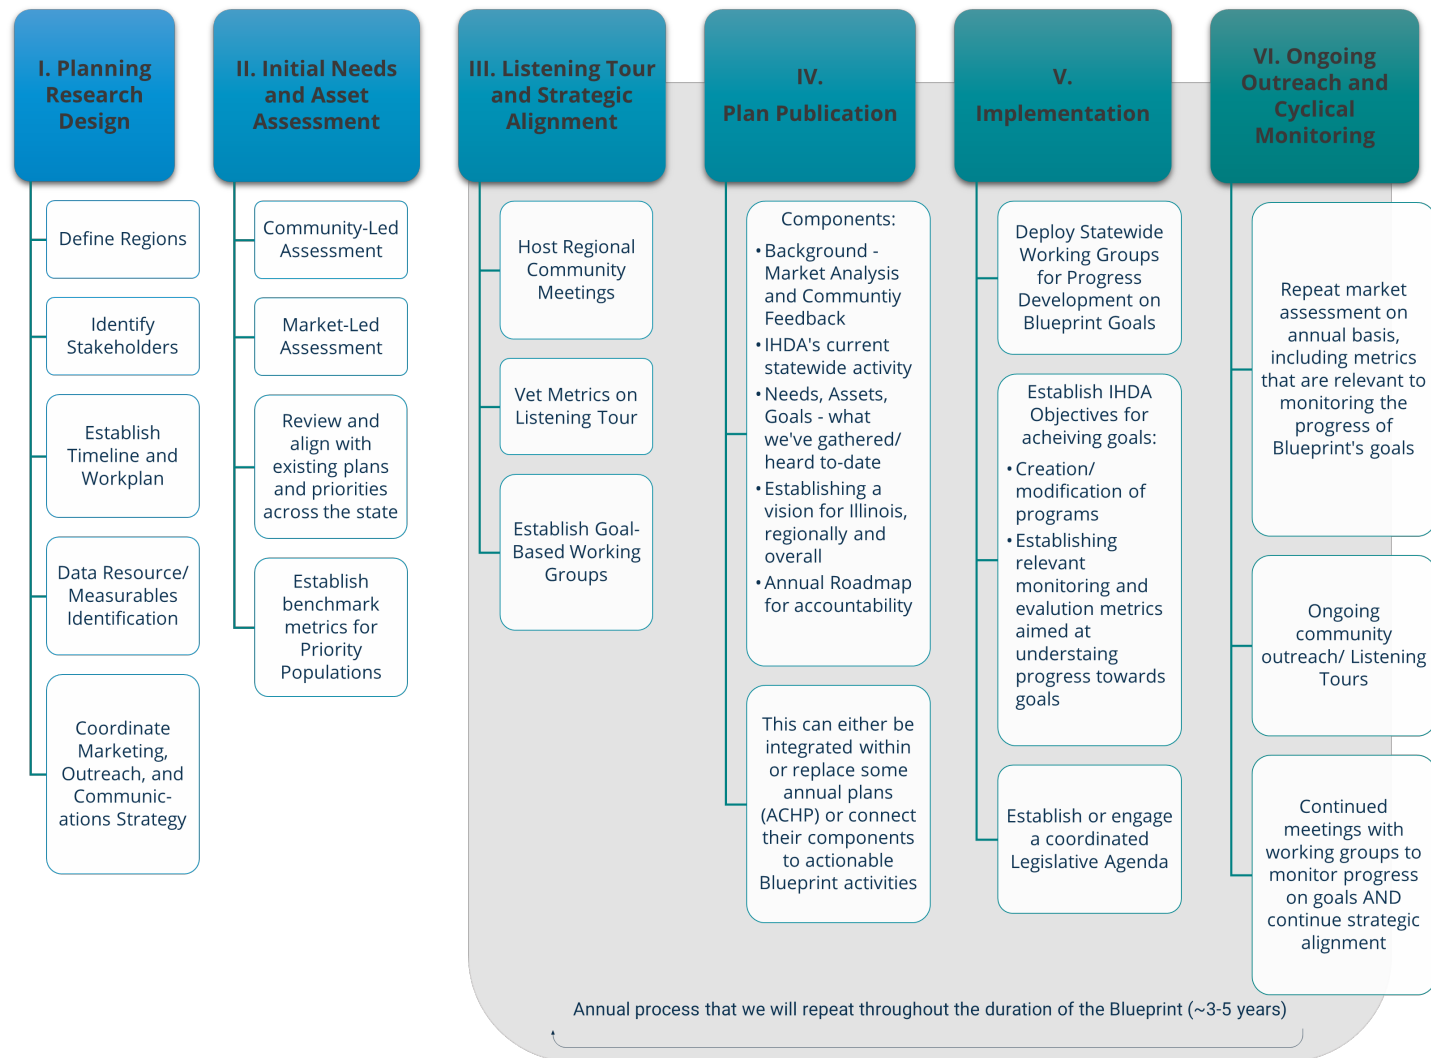 I. Planning
Research
Design
Define Regions
Identify
Stakeholders
Establish
Timeline and
Workplan
Data Resource/
Measurables
Identification
Coordinate
Marketing,
Outreach, and
Communic-
ations Strategy
II. Initial Needs
and Asset
Assessment
Community-Led
Assessment
Market-Led
Assessment
Review and
align with
existing plans
and priorities
across the state
Establish
benchmark
metrics for
Priority
Populations
III. Listening Tour
and Strategic
Alignment
Host Regional
Community
Meetings
Vet Metrics on
Listening Tour
Establish Goal-
Based Working
Groups
IV.
Plan Publication
Components:
•Background -
Market Analysis
and Communtiy
Feedback
•IHDA's current
statewide activity
•Needs, Assets,
Goals - what
we've gathered/
heard to-date
•Establishing a
vision for Illinois,
regionally and
overall
•Annual Roadmap
for accountability
This can either be
integrated within
or replace some
annual plans
(ACHP) or connect
their components
to actionable
Blueprint activities
V.
Implementation
Deploy Statewide
Working Groups
for Progress
Development on
Blueprint Goals
Establish IHDA
Objectives for
acheiving goals:
•Creation/
modification of
programs
•Establishing
relevant
monitoring and
evalution metrics
aimed at
understaing
progress towards
goals
Establish or engage
a coordinated
Legislative Agenda
VI. Ongoing
Outreach and
Cyclical
Monitoring
Repeat market
assessment on
annual basis,
including metrics
that are relevant to
monitoring the
progress of
Blueprint's goals
Ongoing
community
outreach/ Listening
Tours
Continued
meetings with
working groups to
monitor progress
on goals AND
continue strategic
alignment
Annual process that we will repeat throughout the duration of the Blueprint (~3-5 years)